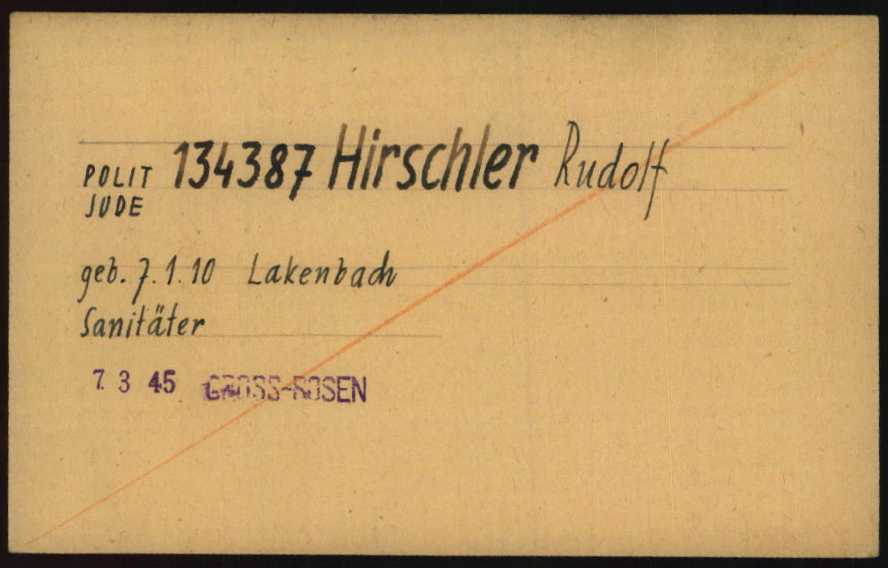 POLIT 134387 Hirschler Rudolf
JUDE
geb. 7.1.10 Lakenbach
Sanitäter
7 3 45 GROSS-ROSEN